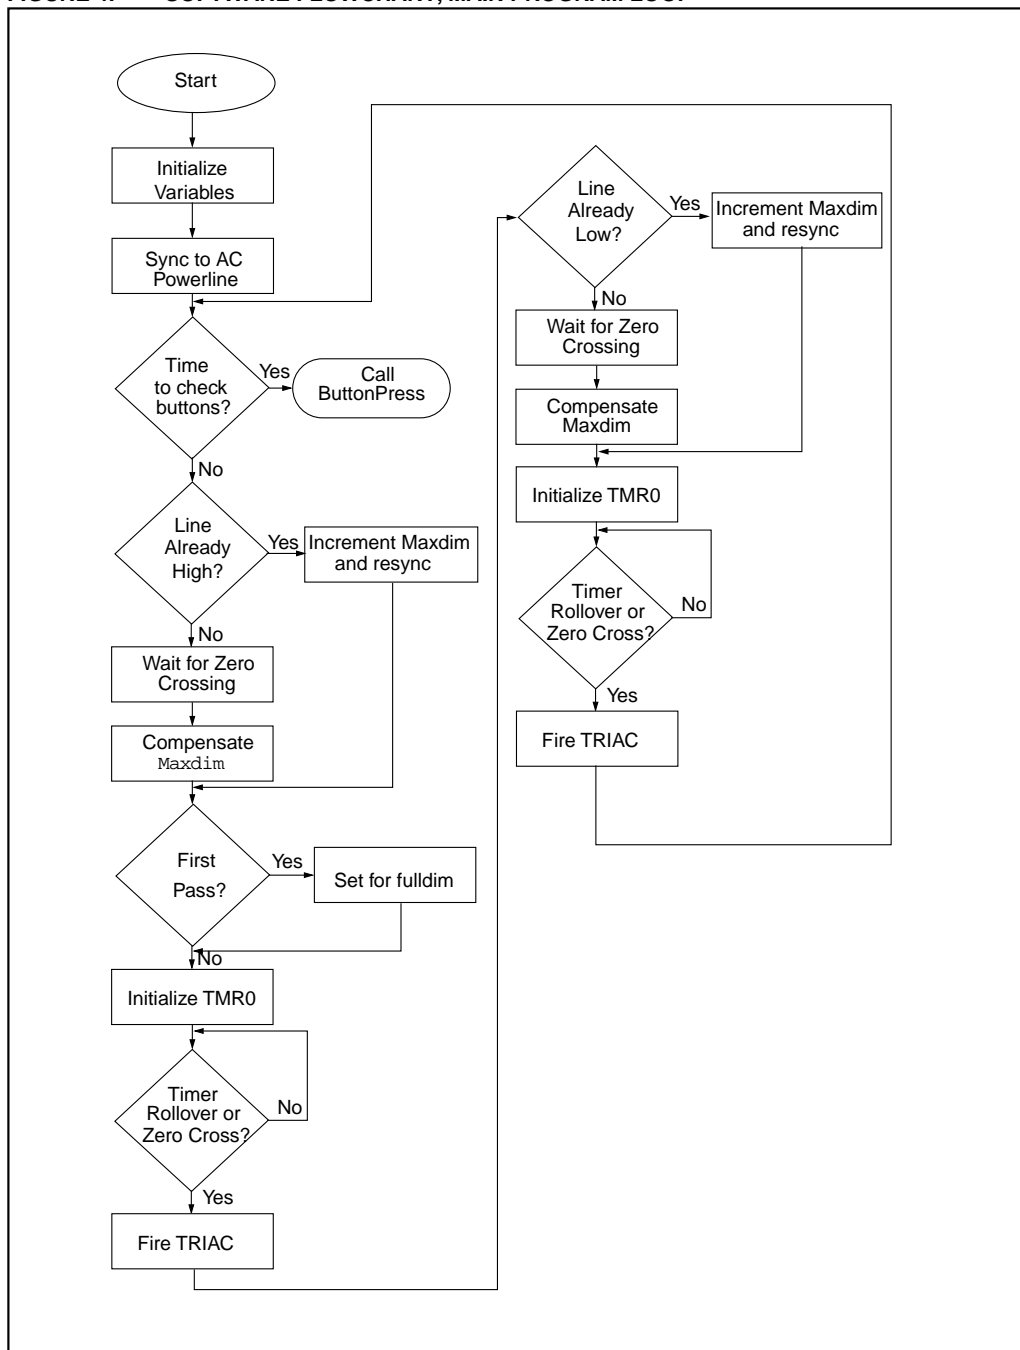 Start
Initialize
Variables
Sync to AC
Powerline
Time
to check
buttons?
Yes
Call
ButtonPress
No
Line
Already
High?
Yes
Increment Maxdim
and resync
No
Wait for Zero
Crossing
Compensate
Maxdim
First
Pass?
Yes
Set for fulldim
No
Initialize TMR0
Timer
Rollover or
Zero Cross?
No
Yes
Fire TRIAC
Line
Already
Low?
Yes
Increment Maxdim
and resync
No
Wait for Zero
Crossing
Compensate
Maxdim
Initialize TMR0
Timer
Rollover or
Zero Cross?
No
Yes
Fire TRIAC